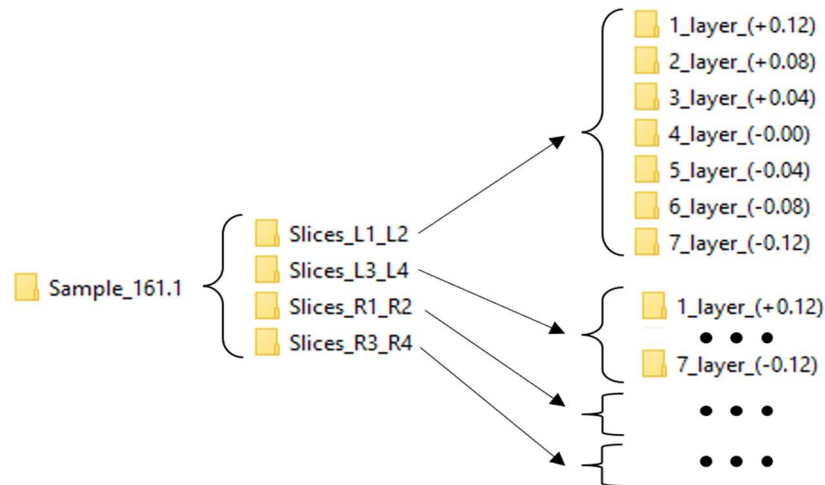 1_layer_(+0.12)
2_layer_(+0.08)
3_layer_(+0.04)
4_layer_(-0.00)
5_layer_(-0.04)
6_layer_(-0.08)
7_layer_(-0.12)
Sample_161.1
Slices_L1_L2
Slices_L3_L4
Slices_R1_R2
Slices_R3_R4
1_layer_(+0.12)
• • •
7_layer_(-0.12)
• • •
• • •